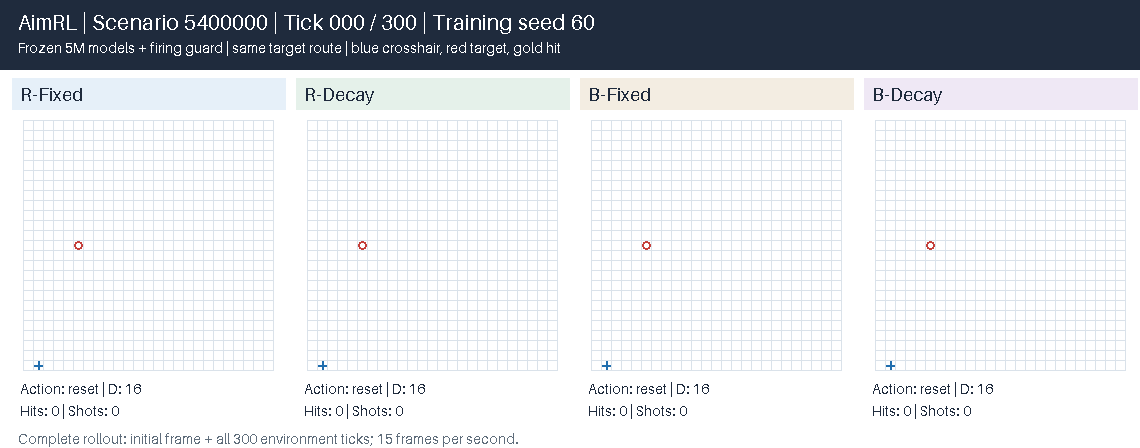 AimRL | Scenario 5400000 | Tick 000 / 300 | Training seed 60
Frozen 5M models + firing guard | same target route | blue crosshair, red target, gold hit
R-Fixed
R-Decay
B-Fixed
B-Decay
Action: reset | D: 16
Hits: 0 | Shots: 0
Action: reset | D: 16
Hits: 0 | Shots: 0
Action: reset | D: 16
Hits: 0 | Shots: 0
Action: reset | D: 16
Hits: 0 | Shots: 0
Complete rollout: initial frame + all 300 environment ticks; 15 frames per second.